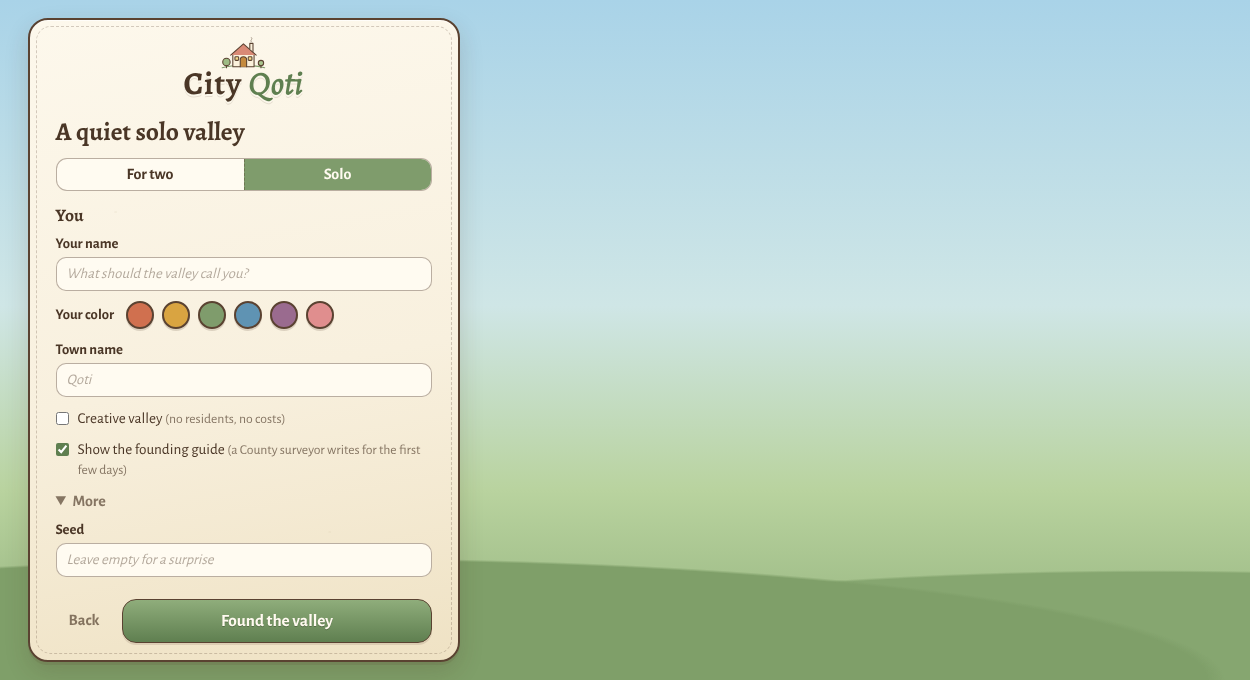 City Qoti
A quiet solo valley
For two
Solo
You
Your name
What should the valley call you?
Your color
Town name
Qoti
Creative valley (no residents, no costs)
Show the founding guide (a County surveyor writes for the first
few days)
▼ More
Seed
Leave empty for a surprise
Back
Found the valley